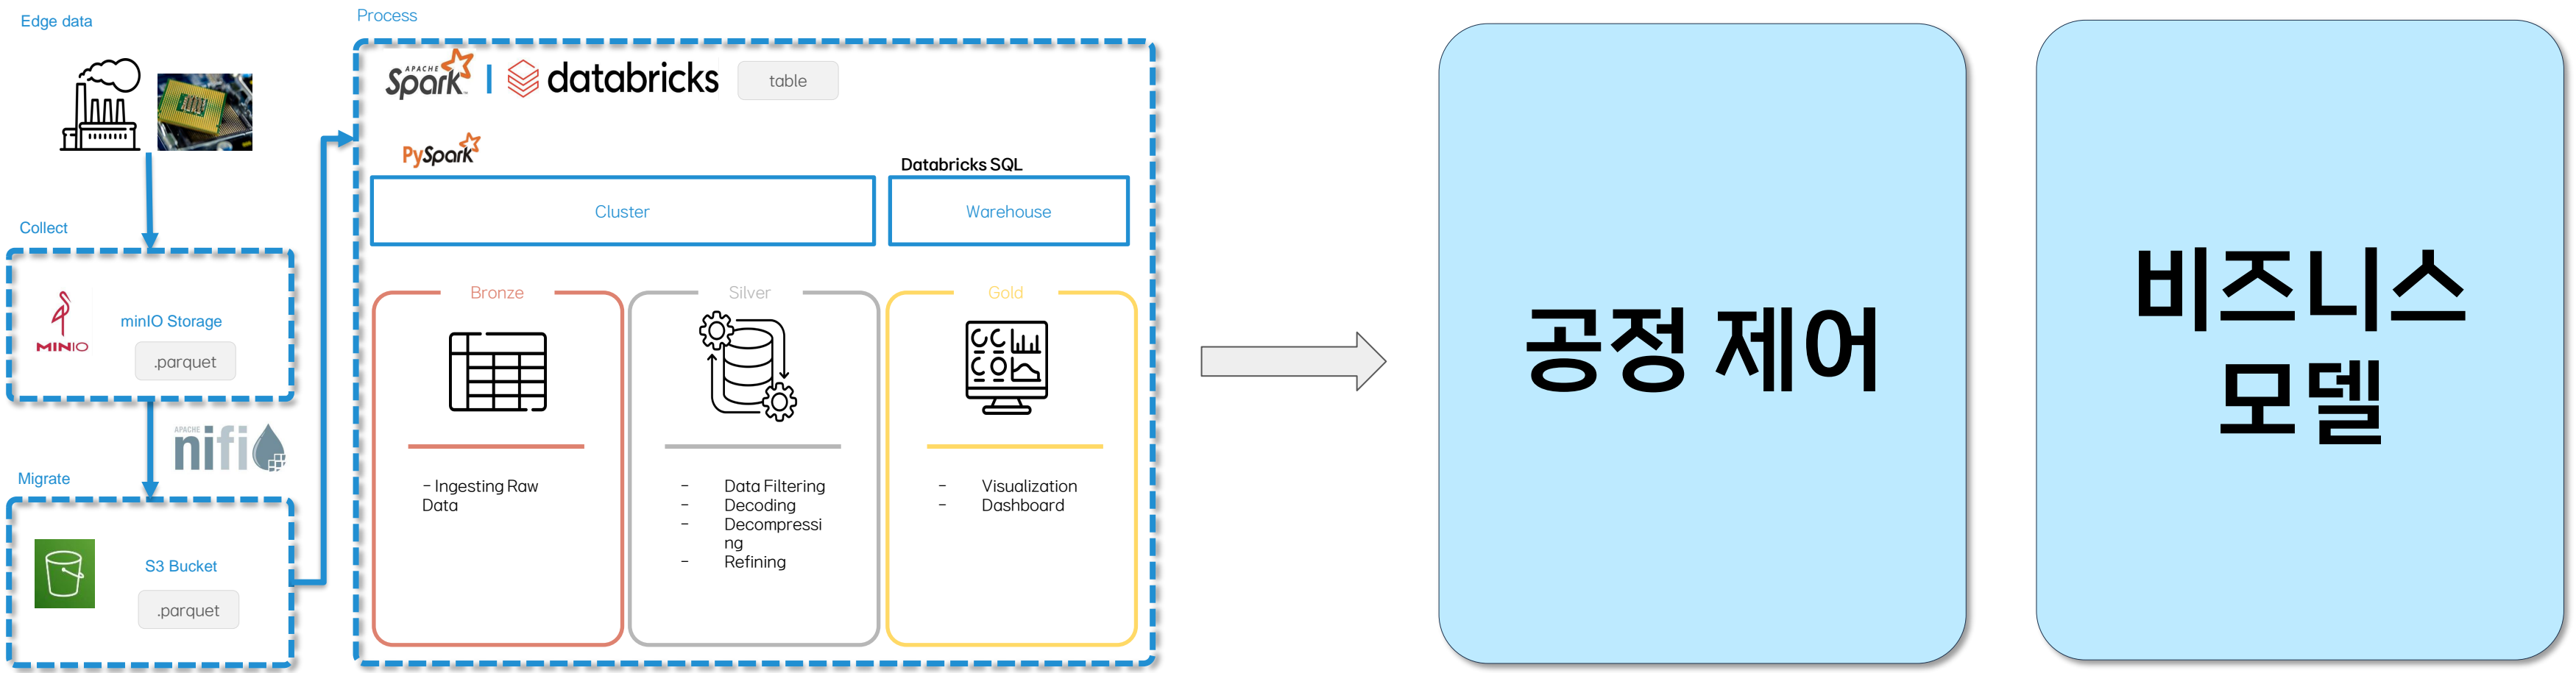 Edge data
Collect
MINIO
minIO Storage
.parquet
APACHE
nifi
Migrate
S3 Bucket
.parquet
Process
APACHE
Spark
databricks
table
PySpark
Databricks SQL
Cluster
Warehouse
Bronze
- Ingesting Raw
Data
Silver
- Data Filtering
- Decoding
- Decompressi
ng
- Refining
Gold
- Visualization
- Dashboard
공정 제어
비즈니스
모델